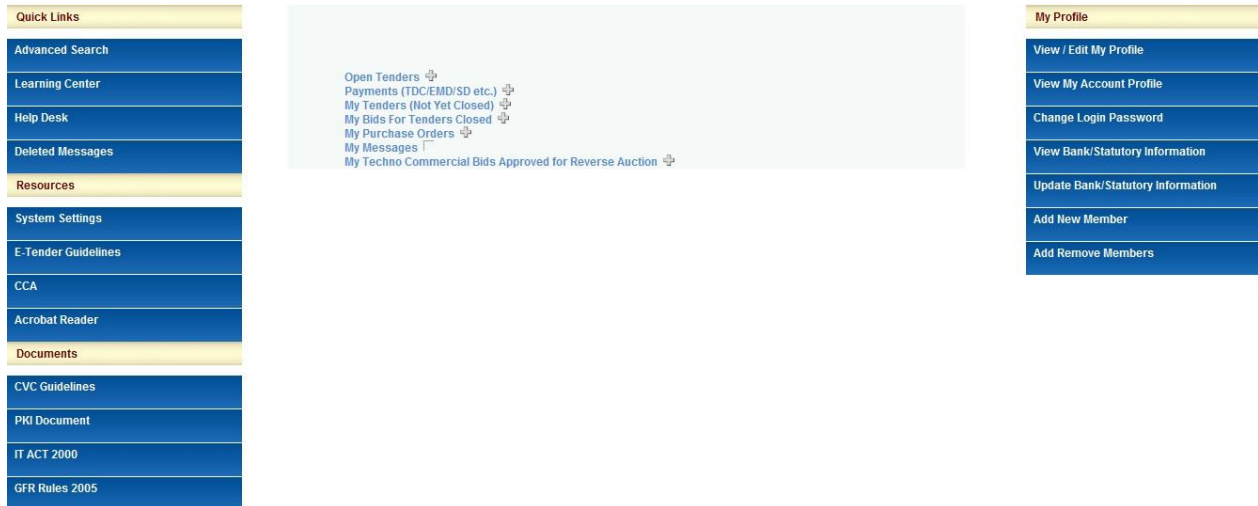 Quick Links
Advanced Search
Learning Center
Help Desk
Deleted Messages
Resources
System Settings
E-Tender Guidelines
CCA
Acrobat Reader
Documents
CVC Guidelines
PKI Document
IT ACT 2000
GFR Rules 2005
Open Tenders
Payments (TDC/EMD/SD etc.)
My Tenders (Not Yet Closed)
My Bids For Tenders Closed
My Purchase Orders
My Messages
My Techno Commercial Bids Approved for Reverse Auction
My Profile
View / Edit My Profile
View My Account Profile
Change Login Password
View Bank/Statutory Information
Update Bank/Statutory Information
Add New Member
Add Remove Members